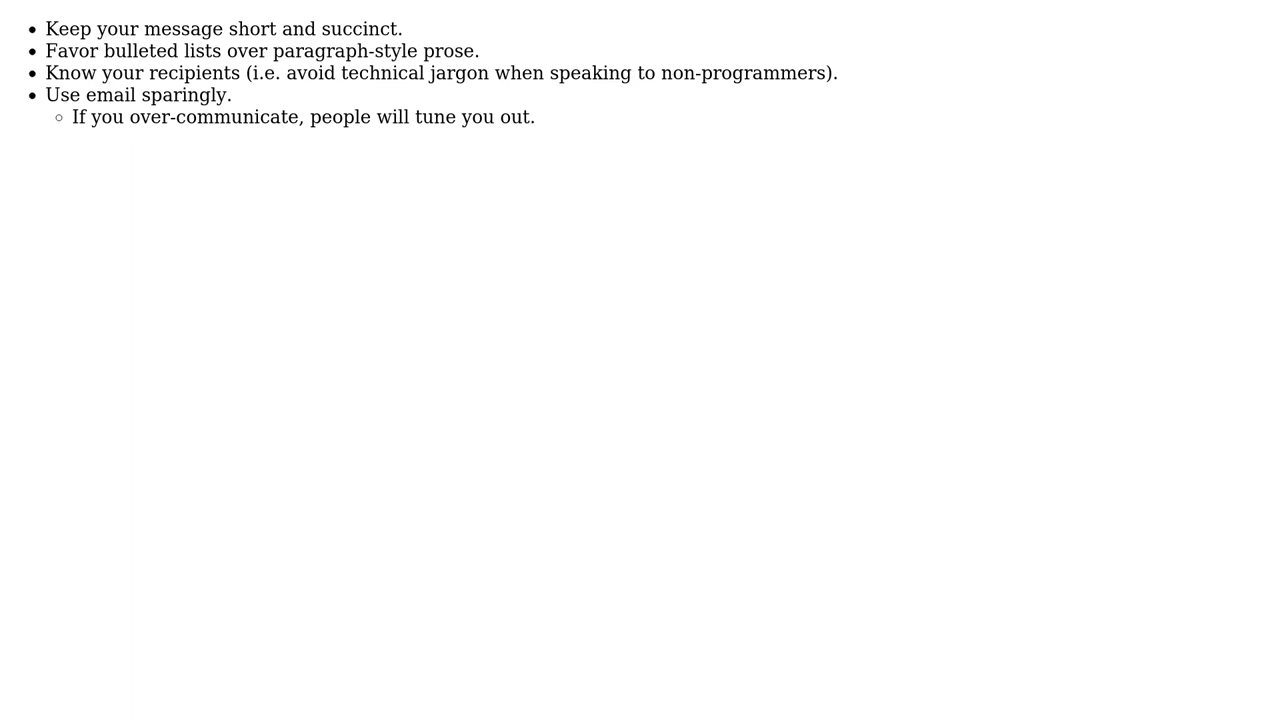 Keep your message short and succinct.
Favor bulleted lists over paragraph-style prose.
Know your recipients (i.e. avoid technical jargon when speaking to non-programmers).
Use email sparingly.
If you over-communicate, people will tune you out.